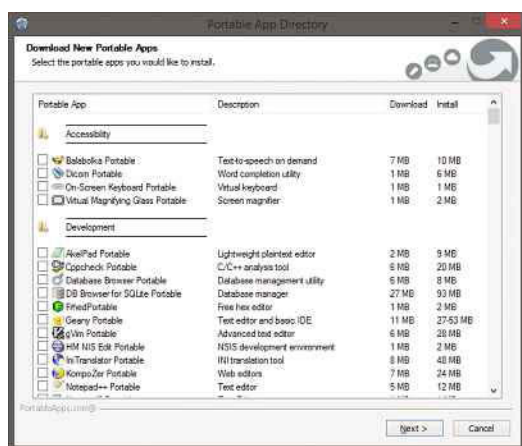 Portable App Directory
Download New Portable Apps
Select the portable apps you would like to install.
Portable App Description Download Install
Accessibility
Balabolka Portable Text-to-speech on demand 7 MB 10 MB
Dicom Portable Word completion utility 1 MB 6 MB
On-Screen Keyboard Portable Virtual keyboard 1 MB 1 MB
Virtual Magnifying Glass Portable Screen magnifier 1 MB 2 MB
Development
AkelPad Portable Lightweight plaintext editor 2 MB 9 MB
Cppcheck Portable C/C++ analysis tool 6 MB 20 MB
Database Browser Portable Database management utility 6 MB 8 MB
DB Browser for SQLite Portable Database manager 27 MB 93 MB
FrhedPortable Free hex editor 1 MB 2 MB
Geany Portable Text editor and basic IDE 11 MB 27-53 MB
gVim Portable Advanced text editor 6 MB 28 MB
HM NIS Edit Portable NSIS development environment 1 MB 2 MB
IniTranslator Portable INI translation tool 8 MB 48 MB
KompoZer Portable Web editors 7 MB 24 MB
Notepad++ Portable Text editor 5 MB 12 MB
PortableApps.com®
Next > Cancel